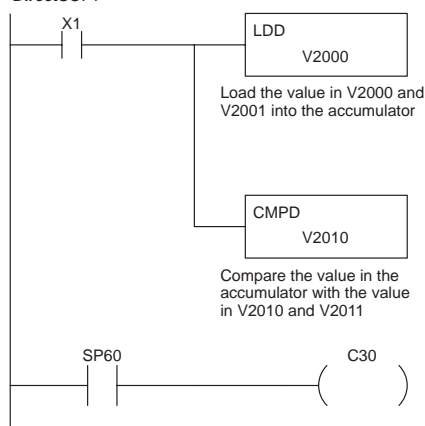 X1
LDD
V2000
Load the value in V2000 and
V2001 into the accumulator
CMPD
V2010
Compare the value in the
accumulator with the value
in V2010 and V2011
SP60
C30